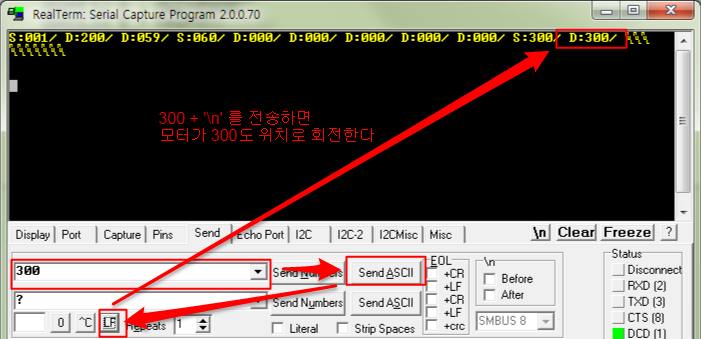 RealTerm: Serial Capture Program 2.0.0.70
S:001/ D:200/ D:059/ S:060/ D:000/ D:000/ D:000/ D:000/ D:000/ S:300/ D:300/
300 + '\n' 를 전송하면
모터가 300도 위치로 회전한다
Display Port Capture Pins Send Echo Port I2C I2C-2 I2CMisc Misc \n Clear Freeze ?
300 Send Numbers Send ASCII
? Send Numbers Send ASCII
0 ^C LF Repeats 1 Literal Strip Spaces
EOL
+CR
+LF
+CR
+LF
+crc
\n
Before
After
SMBUS 8
Status
Disconnect
RXD (2)
TXD (3)
CTS (8)
DCD (1)